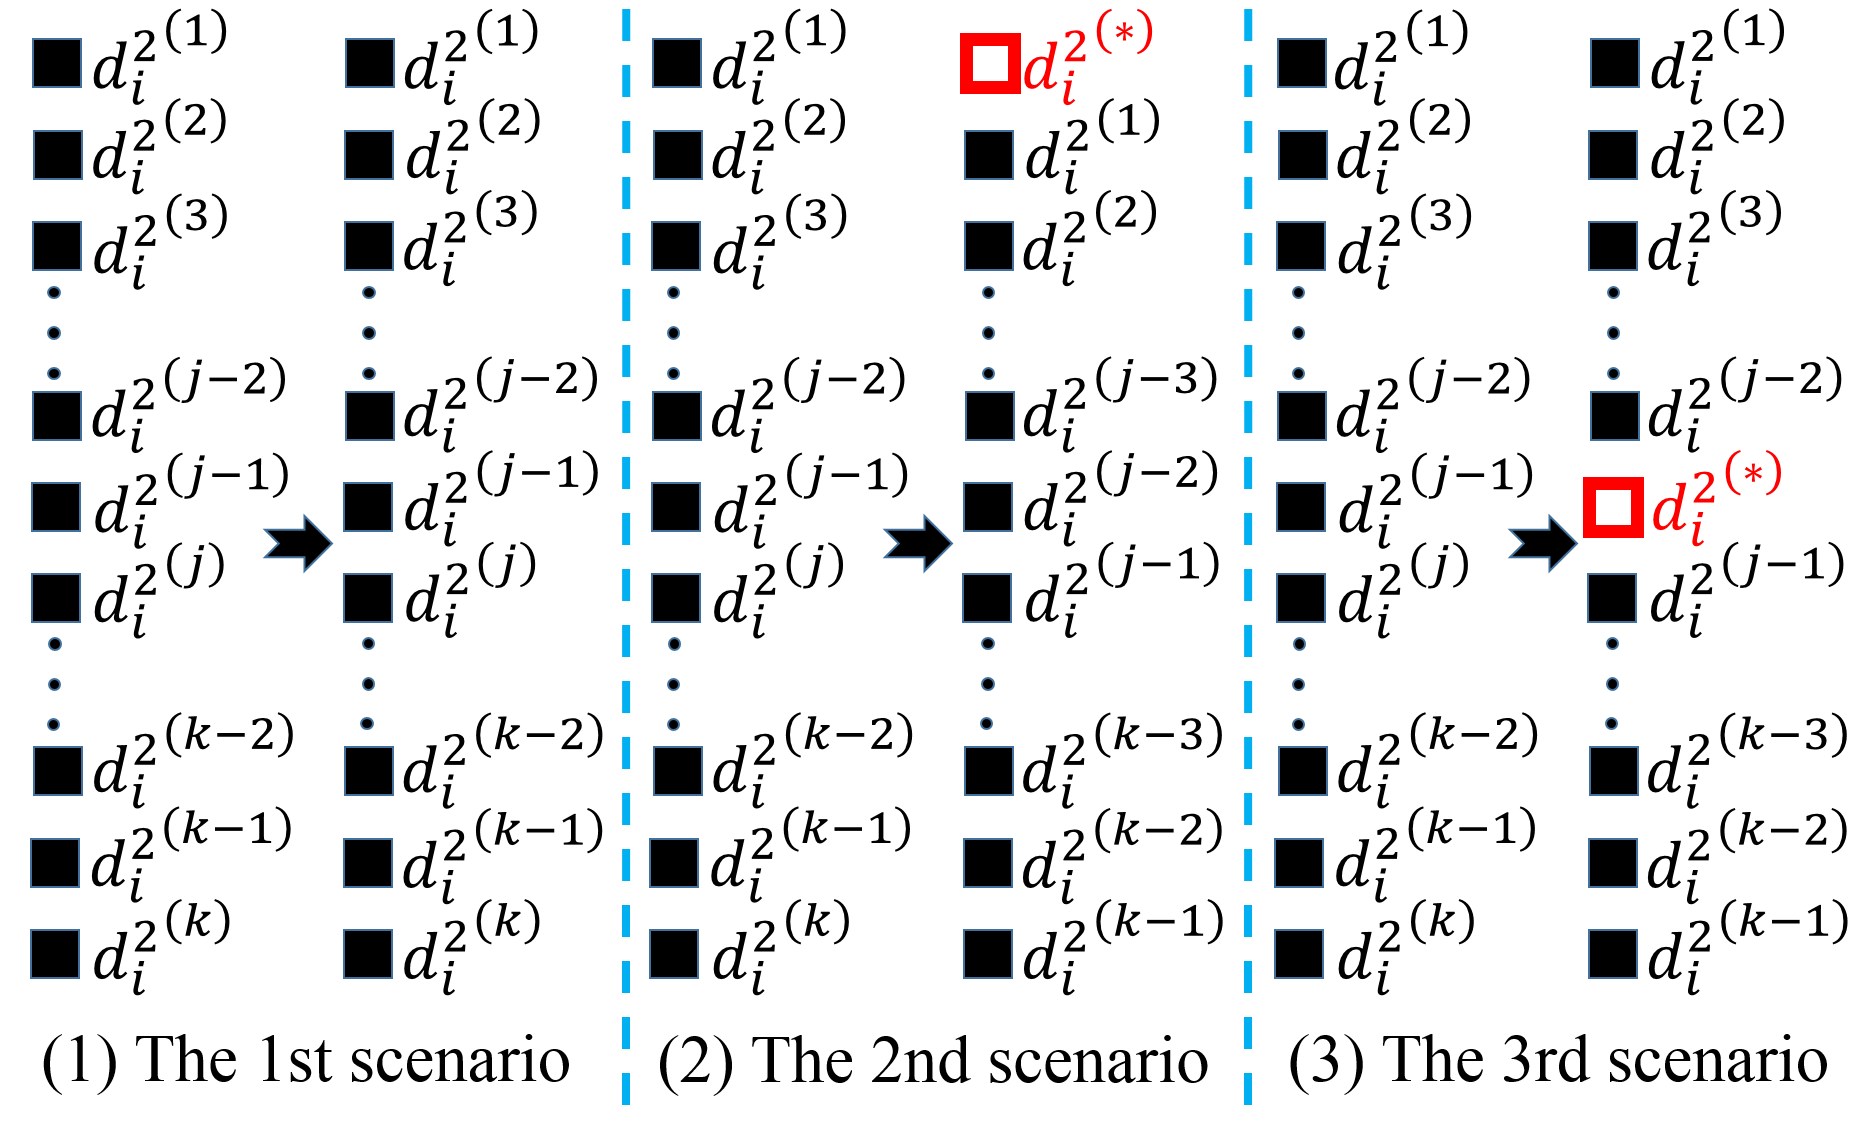 d_i^2^(1) d_i^2^(1) d_i^2^(1) d_i^2^(*) d_i^2^(1) d_i^2^(1)
d_i^2^(2) d_i^2^(2) d_i^2^(2) d_i^2^(1) d_i^2^(2) d_i^2^(2)
d_i^2^(3) d_i^2^(3) d_i^2^(3) d_i^2^(2) d_i^2^(3) d_i^2^(3)
d_i^2^(j−2) d_i^2^(j−2) d_i^2^(j−2) d_i^2^(j−3) d_i^2^(j−2) d_i^2^(j−2)
d_i^2^(j−1) d_i^2^(j−1) d_i^2^(j−1) d_i^2^(j−2) d_i^2^(j−1) d_i^2^(*)
d_i^2^(j) d_i^2^(j) d_i^2^(j) d_i^2^(j−1) d_i^2^(j) d_i^2^(j−1)
d_i^2^(k−2) d_i^2^(k−2) d_i^2^(k−2) d_i^2^(k−3) d_i^2^(k−2) d_i^2^(k−3)
d_i^2^(k−1) d_i^2^(k−1) d_i^2^(k−1) d_i^2^(k−2) d_i^2^(k−1) d_i^2^(k−2)
d_i^2^(k) d_i^2^(k) d_i^2^(k) d_i^2^(k−1) d_i^2^(k) d_i^2^(k−1)
(1) The 1st scenario (2) The 2nd scenario (3) The 3rd scenario